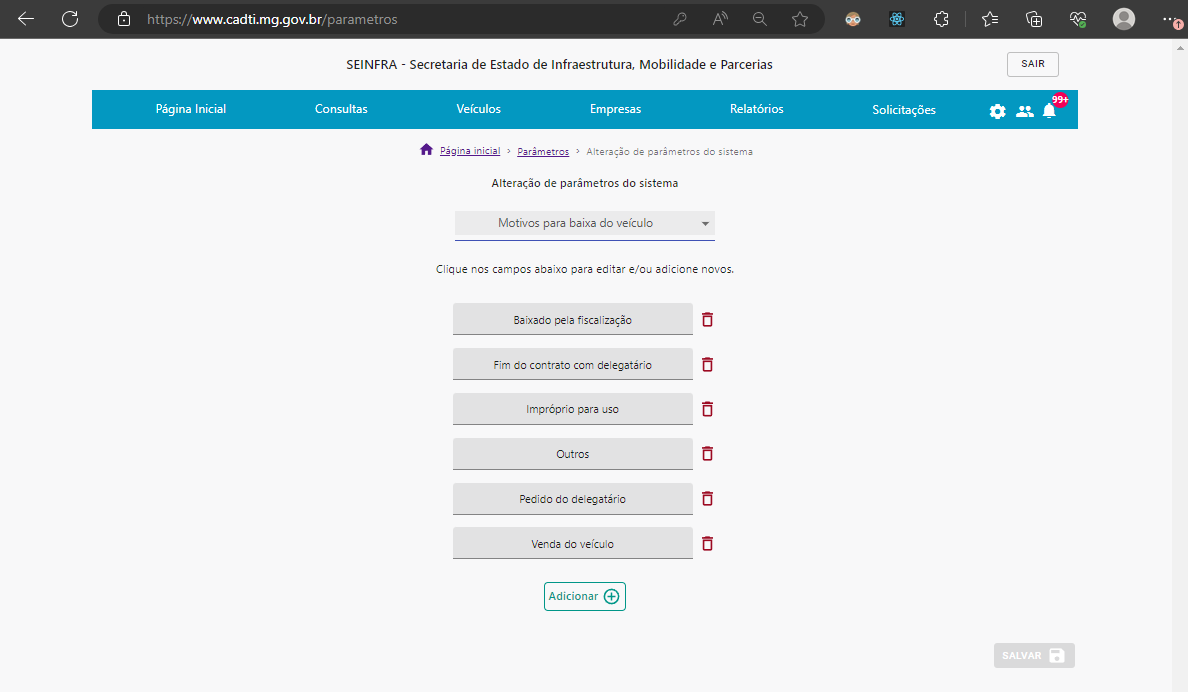 https://www.cadti.mg.gov.br/parametros
SEINFRA - Secretaria de Estado de Infraestrutura, Mobilidade e Parcerias
SAIR
Página Inicial Consultas Veículos Empresas Relatórios Solicitações 99+
Página inicial › Parâmetros › Alteração de parâmetros do sistema
Alteração de parâmetros do sistema
Motivos para baixa do veículo
Clique nos campos abaixo para editar e/ou adicione novos.
Baixado pela fiscalização
Fim do contrato com delegatário
Impróprio para uso
Outros
Pedido do delegatário
Venda do veículo
Adicionar
SALVAR